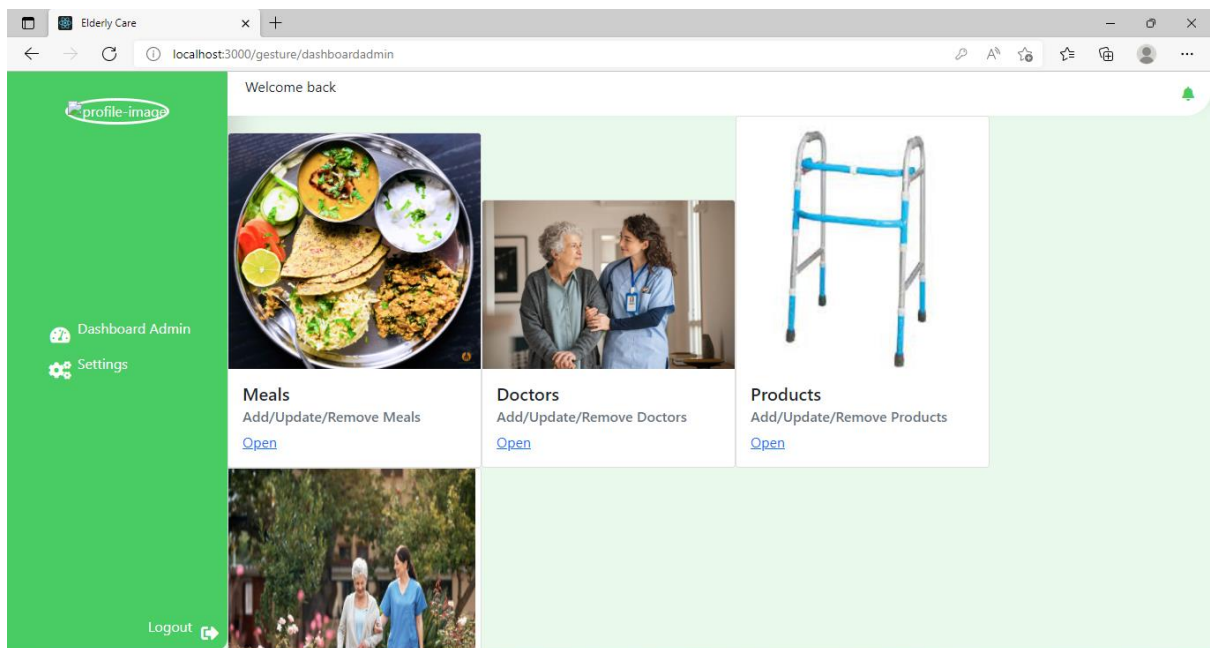 Elderly Care
localhost:3000/gesture/dashboardadmin
profile-image
Welcome back
Dashboard Admin
Settings
Logout
Meals
Add/Update/Remove Meals
Open
Doctors
Add/Update/Remove Doctors
Open
Products
Add/Update/Remove Products
Open